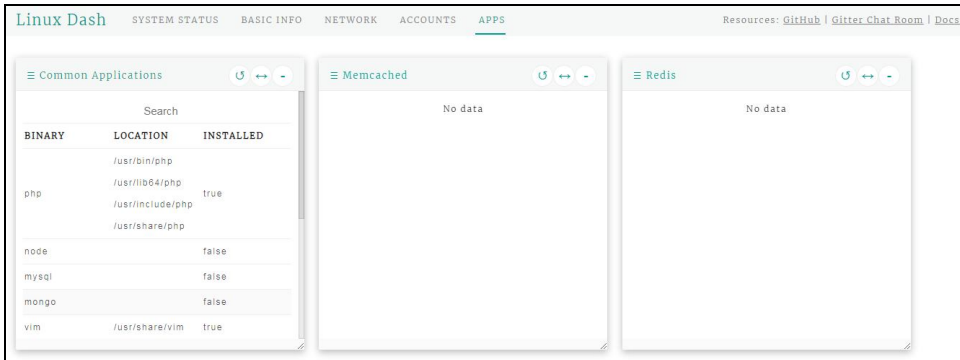 Linux Dash SYSTEM STATUS BASIC INFO NETWORK ACCOUNTS APPS Resources: GitHub | Gitter Chat Room | Docs
≡ Common Applications ↺ ↔ -
Search
BINARY LOCATION INSTALLED
php /usr/bin/php /usr/lib64/php /usr/include/php /usr/share/php true
node false
mysql false
mongo false
vim /usr/share/vim true
≡ Memcached ↺ ↔ -
No data
≡ Redis ↺ ↔ -
No data